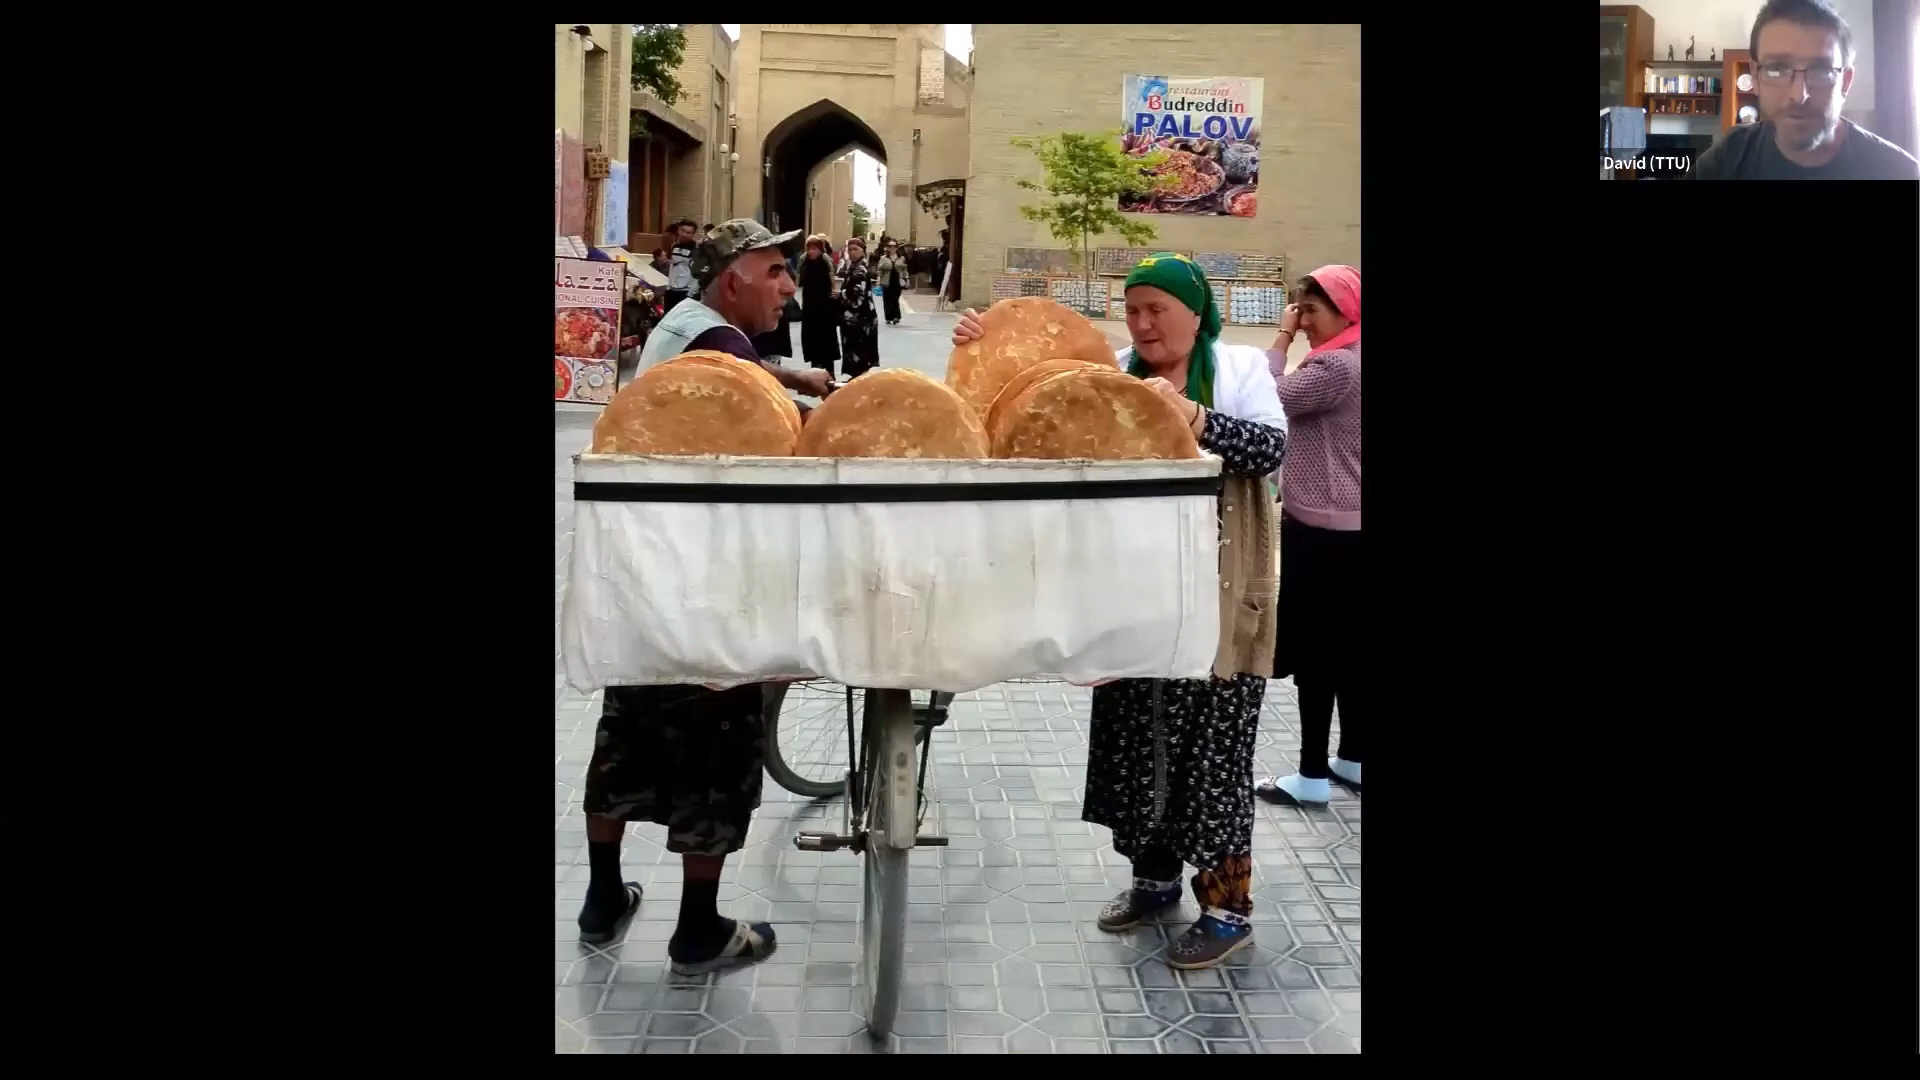 restaurant
Budreddin
PALOV
Kafe
lazza
IONAL CUISINE
David (TTU)